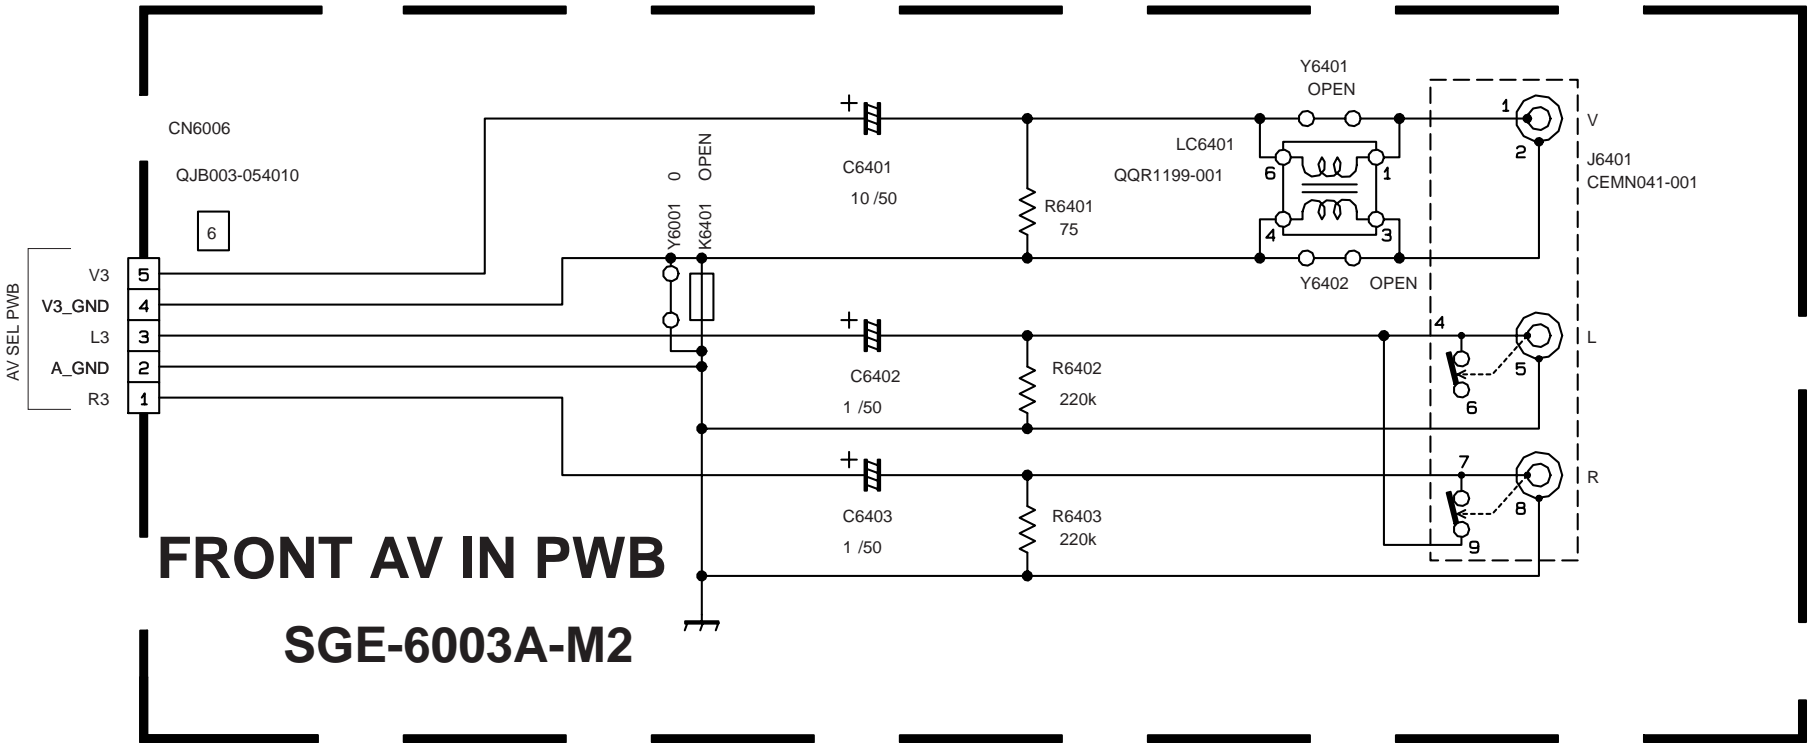 CN6006
QJB003-054010
6
AV SEL PWB
V3
V3_GND
L3
A_GND
R3
5
4
3
2
1
Y6001 0
K6401 OPEN
+
C6401
10 /50
R6401
75
Y6401
OPEN
LC6401
QQR1199-001
6
1
4
3
Y6402 OPEN
1
2
V
J6401
CEMN041-001
+
C6402
1 /50
R6402
220k
4
5
6
L
+
C6403
1 /50
R6403
220k
7
8
9
R
FRONT AV IN PWB
SGE-6003A-M2